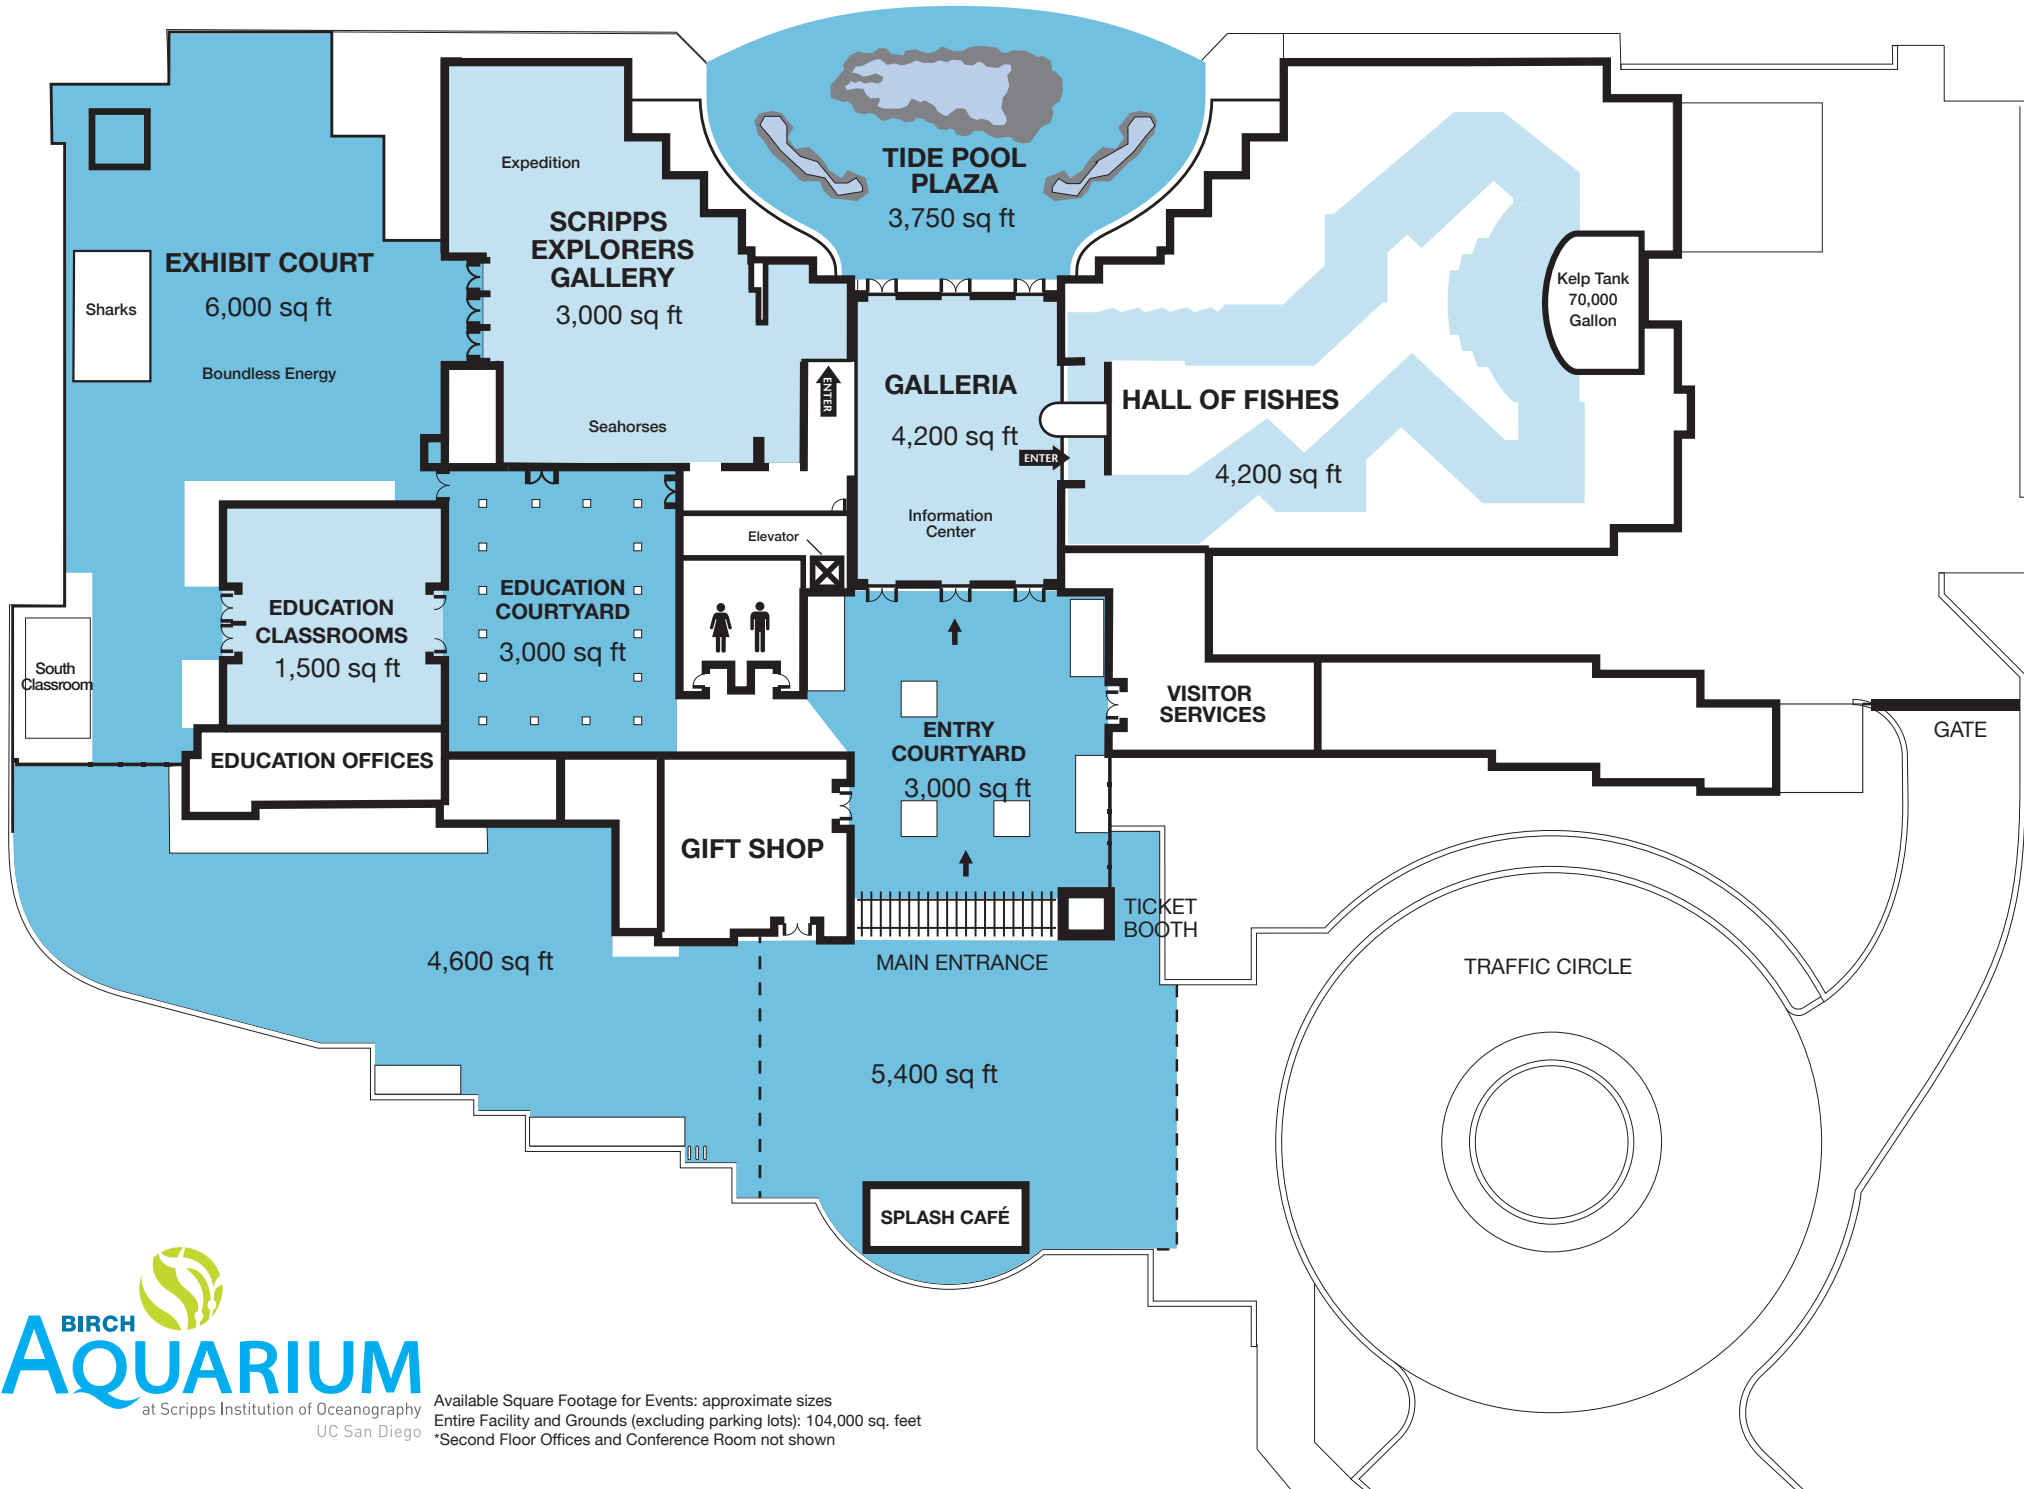 TIDE POOL
PLAZA
3,750 sq ft
Expedition
SCRIPPS
EXPLORERS
GALLERY
3,000 sq ft
Seahorses
EXHIBIT COURT
6,000 sq ft
Sharks
Boundless Energy
ENTER
GALLERIA
4,200 sq ft
ENTER
Information
Center
HALL OF FISHES
4,200 sq ft
Kelp Tank
70,000
Gallon
Elevator
EDUCATION
COURTYARD
3,000 sq ft
EDUCATION
CLASSROOMS
1,500 sq ft
South
Classroom
EDUCATION OFFICES
VISITOR
SERVICES
ENTRY
COURTYARD
3,000 sq ft
GATE
GIFT SHOP
TICKET
BOOTH
MAIN ENTRANCE
TRAFFIC CIRCLE
4,600 sq ft
5,400 sq ft
SPLASH CAFÉ
BIRCH
AQUARIUM
at Scripps Institution of Oceanography
UC San Diego
Available Square Footage for Events: approximate sizes
Entire Facility and Grounds (excluding parking lots): 104,000 sq. feet
*Second Floor Offices and Conference Room not shown